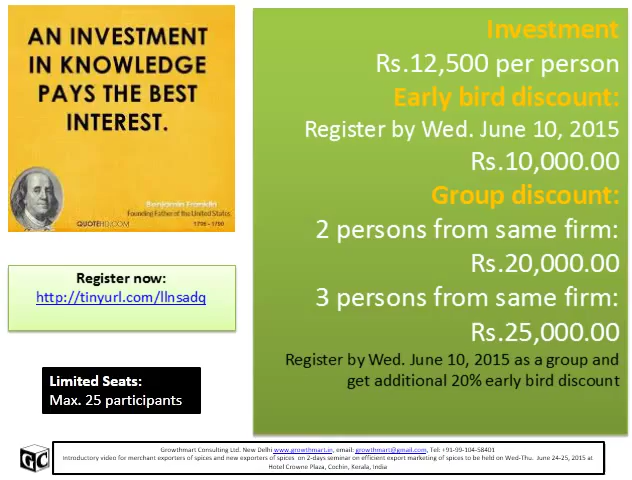 AN INVESTMENT
IN KNOWLEDGE
PAYS THE BEST
INTEREST.
Benjamin Franklin
Founding Father of the United States
QUOTEHD.COM
1706 - 1790
Register now:
http://tinyurl.com/llnsadq
Limited Seats:
Max. 25 participants
Investment
Rs.12,500 per person
Early bird discount:
Register by Wed. June 10, 2015
Rs.10,000.00
Group discount:
2 persons from same firm:
Rs.20,000.00
3 persons from same firm:
Rs.25,000.00
Register by Wed. June 10, 2015 as a group and
get additional 20% early bird discount
GC
Growthmart Consulting Ltd. New Delhi www.growthmart.in, email: growthmart@gmail.com, Tel: +91-99-104-58401
Introductory video for merchant exporters of spices and new exporters of spices on 2-days seminar on efficient export marketing of spices to be held on Wed-Thu. June 24-25, 2015 at
Hotel Crowne Plaza, Cochin, Kerala, India